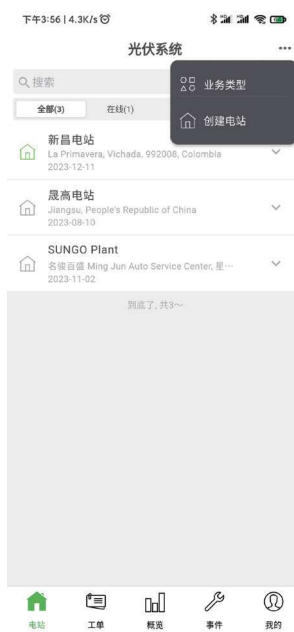 下午3:56 | 4.3K/s
光伏系统
搜索
业务类型
创建电站
全部(3)
在线(1)
新昌电站
La Primavera, Vichada, 992006, Colombia
2023-12-11
晟高电站
Jiangsu, People's Republic of China
2023-08-10
SUNGO Plant
名骏百盛 Ming Jun Auto Service Center, 星…
2023-11-02
到底了, 共3～
电站
工单
概览
事件
我的